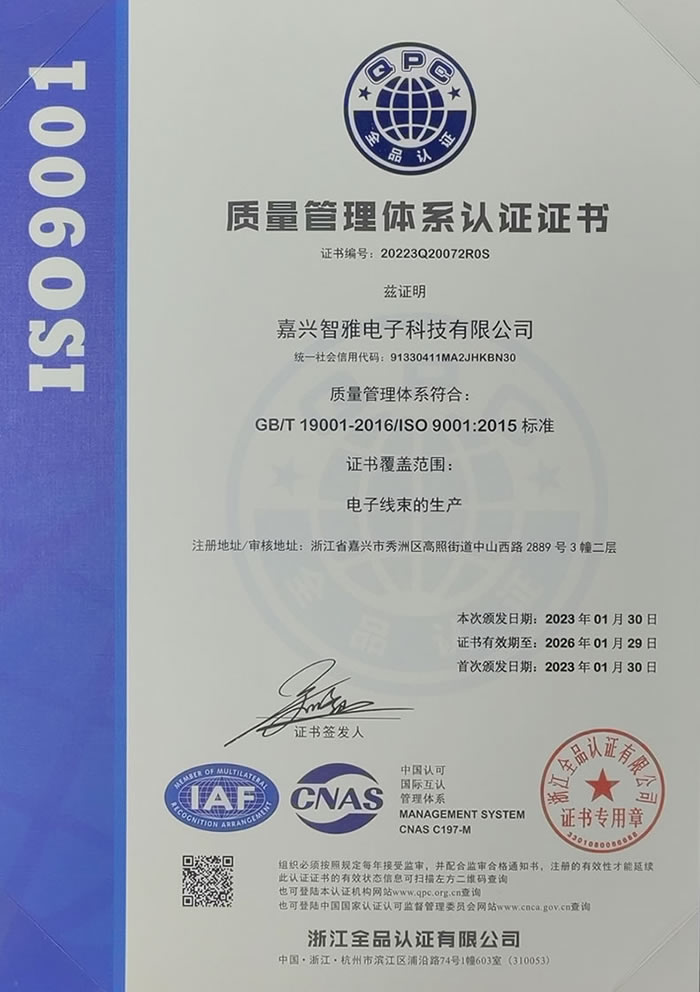 ISO9001
QPC
全品认证
质量管理体系认证证书
证书编号：20223Q20072R0S
兹证明
嘉兴智雅电子科技有限公司
统一社会信用代码：91330411MA2JHKBN30
质量管理体系符合：
GB/T 19001-2016/ISO 9001:2015 标准
证书覆盖范围：
电子线束的生产
注册地址/审核地址：浙江省嘉兴市秀洲区高照街道中山西路 2889 号 3 幢二层
本次颁发日期：2023 年 01 月 30 日
证书有效期至：2026 年 01 月 29 日
首次颁发日期：2023 年 01 月 30 日
证书签发人
MEMBER OF MULTILATERAL
IAF
RECOGNITION ARRANGEMENT
CNAS
中国认可
国际互认
管理体系
MANAGEMENT SYSTEM
CNAS C197-M
浙江全品认证有限公司
证书专用章
组织必须按照规定每年接受监审，并配合监审合格通知书，注册的有效性才能延续
此认证证书的有效状态信息可扫描左方二维码查询
也可登陆本认证机构网站www.qpc.org.cn查询
也可登陆中国国家认证认可监督管理委员会网站www.cnca.gov.cn查询
浙江全品认证有限公司
中国·浙江·杭州市滨江区浦沿路74号1幢603室（310053）